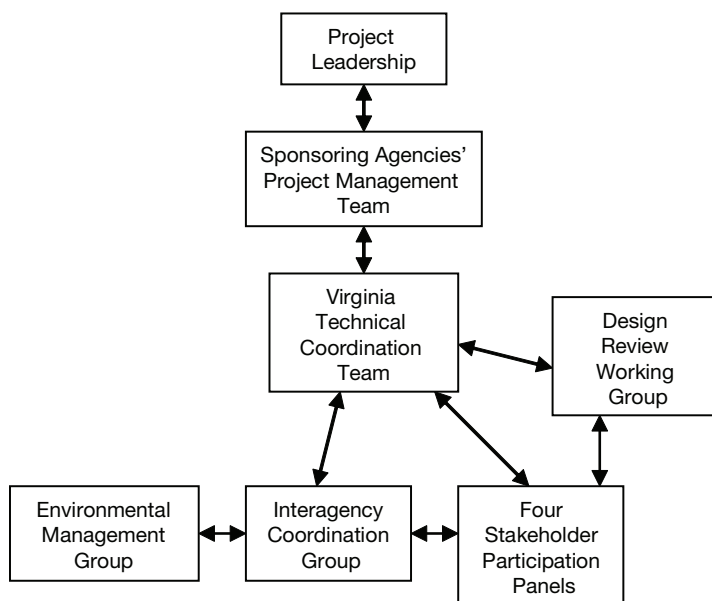 Project
Leadership
Sponsoring Agencies’
Project Management
Team
Virginia
Technical
Coordination
Team
Design
Review
Working
Group
Environmental
Management
Group
Interagency
Coordination
Group
Four
Stakeholder
Participation
Panels